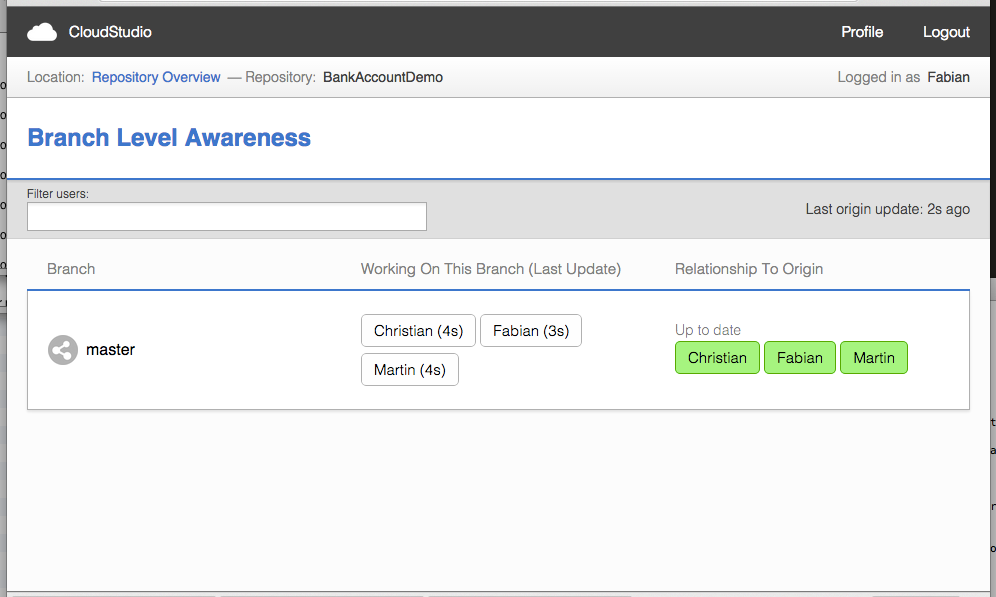 CloudStudio Profile Logout
Location: Repository Overview — Repository: BankAccountDemo Logged in as Fabian
Branch Level Awareness
Filter users:
Last origin update: 2s ago
Branch Working On This Branch (Last Update) Relationship To Origin
master
Christian (4s) Fabian (3s)
Martin (4s)
Up to date
Christian Fabian Martin